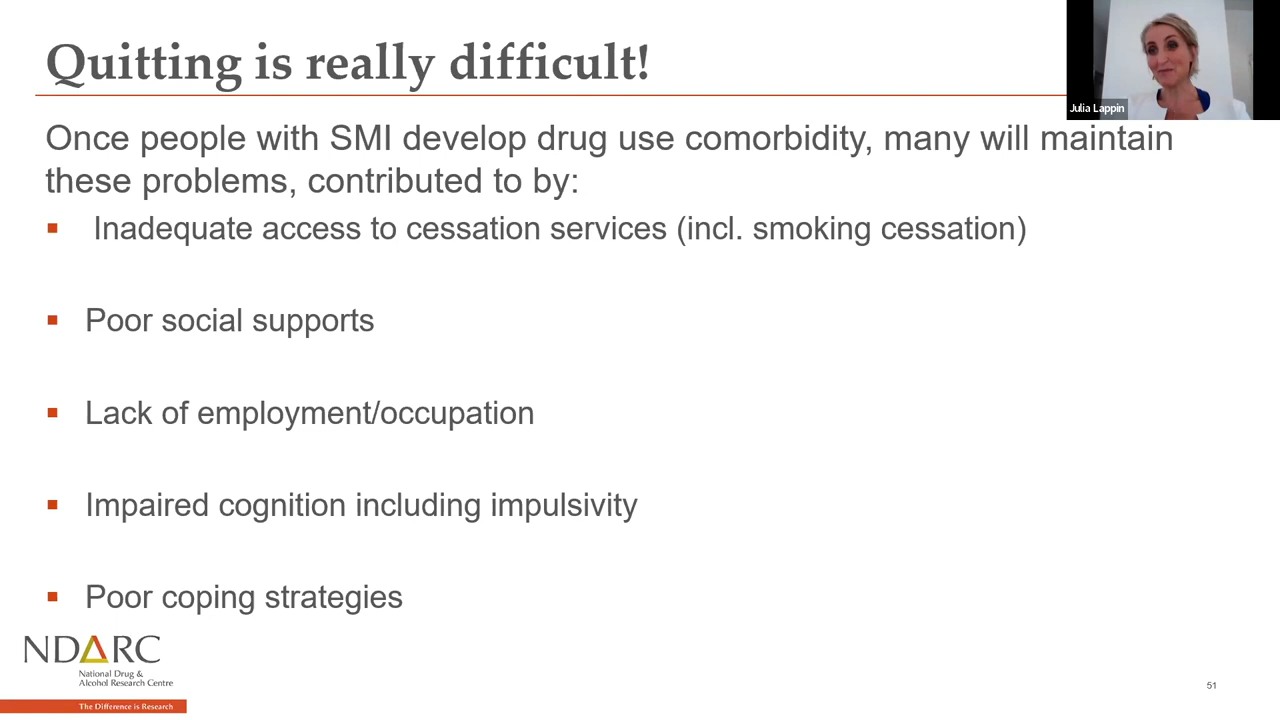 Quitting is really difficult!
Julia Lappin
Once people with SMI develop drug use comorbidity, many will maintain
these problems, contributed to by:
▪ Inadequate access to cessation services (incl. smoking cessation)
▪ Poor social supports
▪ Lack of employment/occupation
▪ Impaired cognition including impulsivity
▪ Poor coping strategies
NDARC
National Drug &
Alcohol Research Centre
The Difference is Research
51